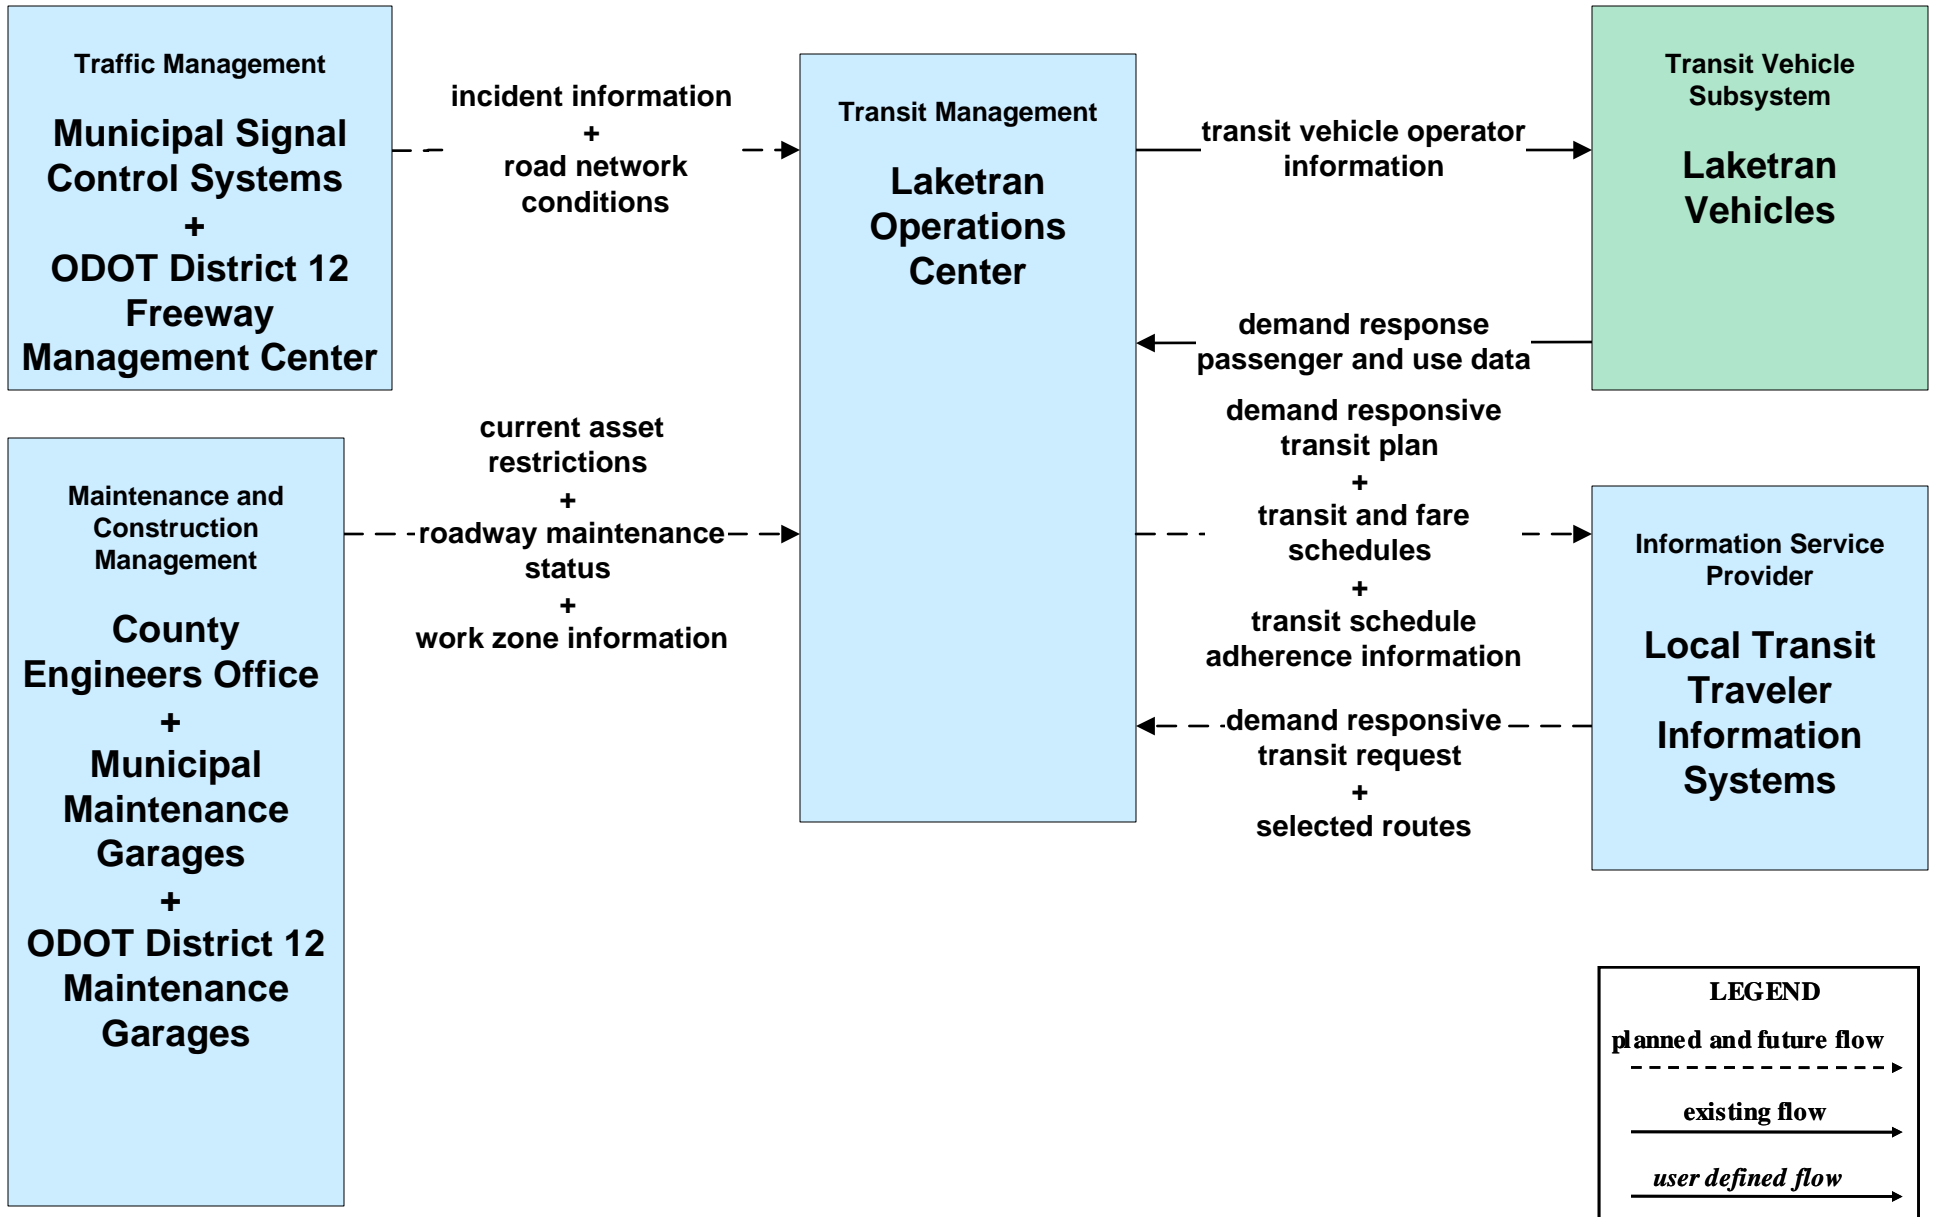 Traffic Management
Municipal Signal
Control Systems
+
ODOT District 12
Freeway
Management Center
incident information
+
road network
conditions
Transit Management
Laketran
Operations
Center
transit vehicle operator
information
Transit Vehicle
Subsystem
Laketran
Vehicles
demand response
passenger and use data
Maintenance and
Construction
Management
County
Engineers Office
+
Municipal
Maintenance
Garages
+
ODOT District 12
Maintenance
Garages
current asset
restrictions
+
roadway maintenance
status
+
work zone information
demand responsive
transit plan
+
transit and fare
schedules
+
transit schedule
adherence information
demand responsive
transit request
+
selected routes
Information Service
Provider
Local Transit
Traveler
Information
Systems
LEGEND
planned and future flow
existing flow
user defined flow